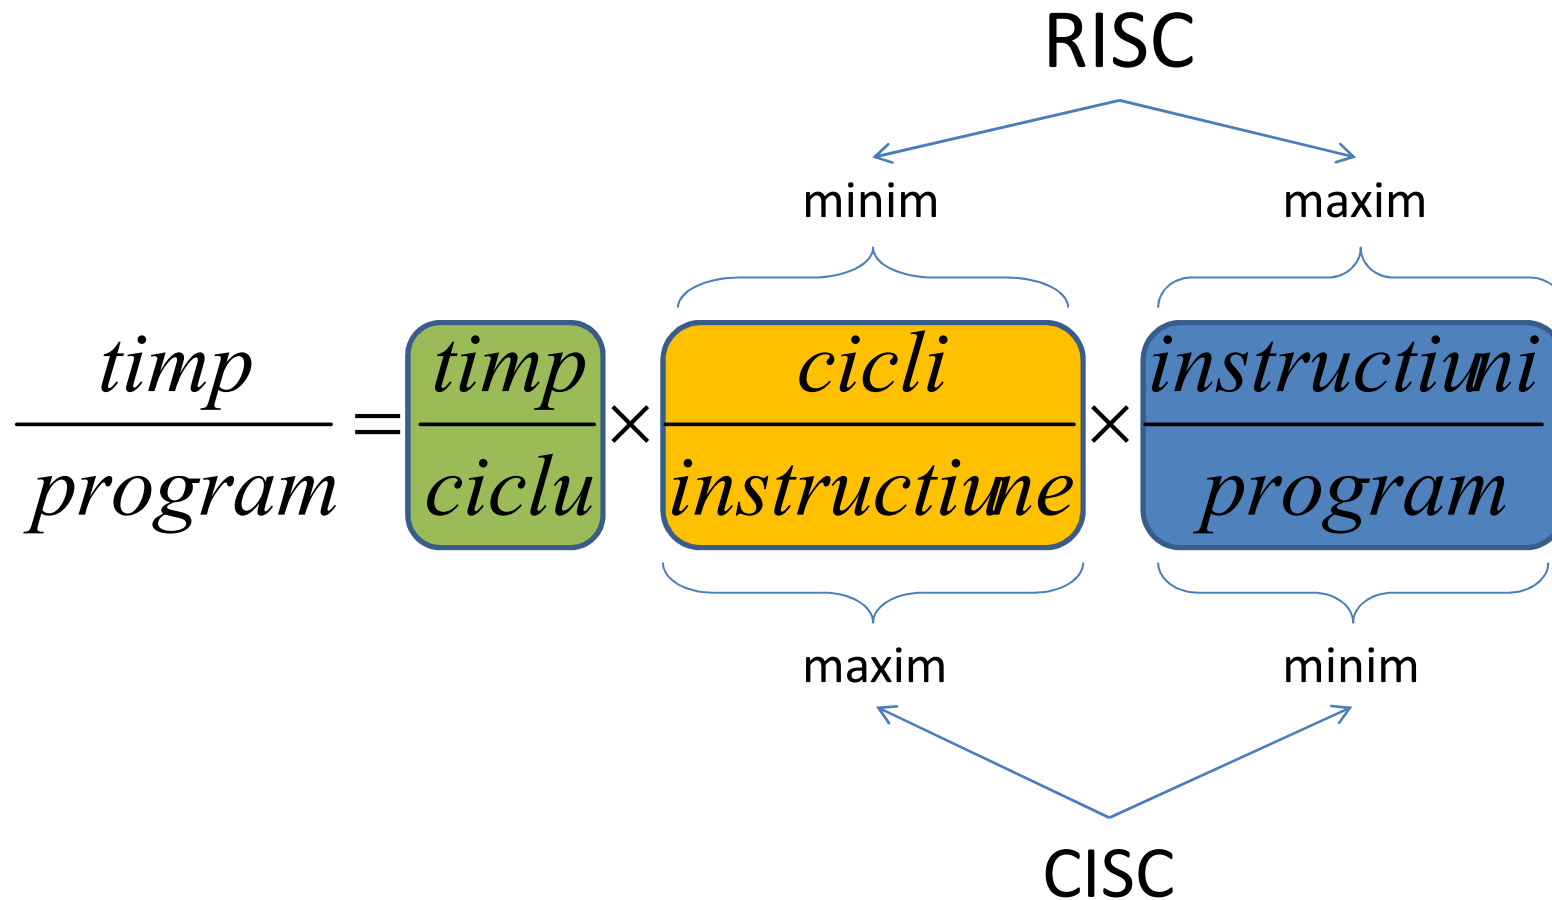 RISC
minim maxim
timp timp cicli instructiuni
= × ×
program ciclu instructiune program
maxim minim
CISC